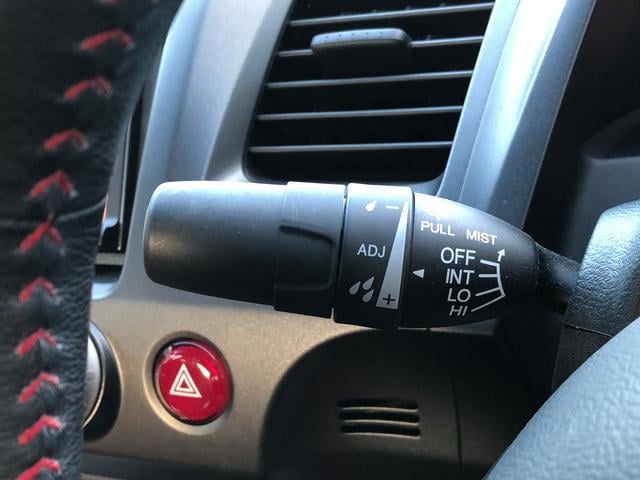 PULL MIST
ADJ
OFF
INT
LO
HI
-
+